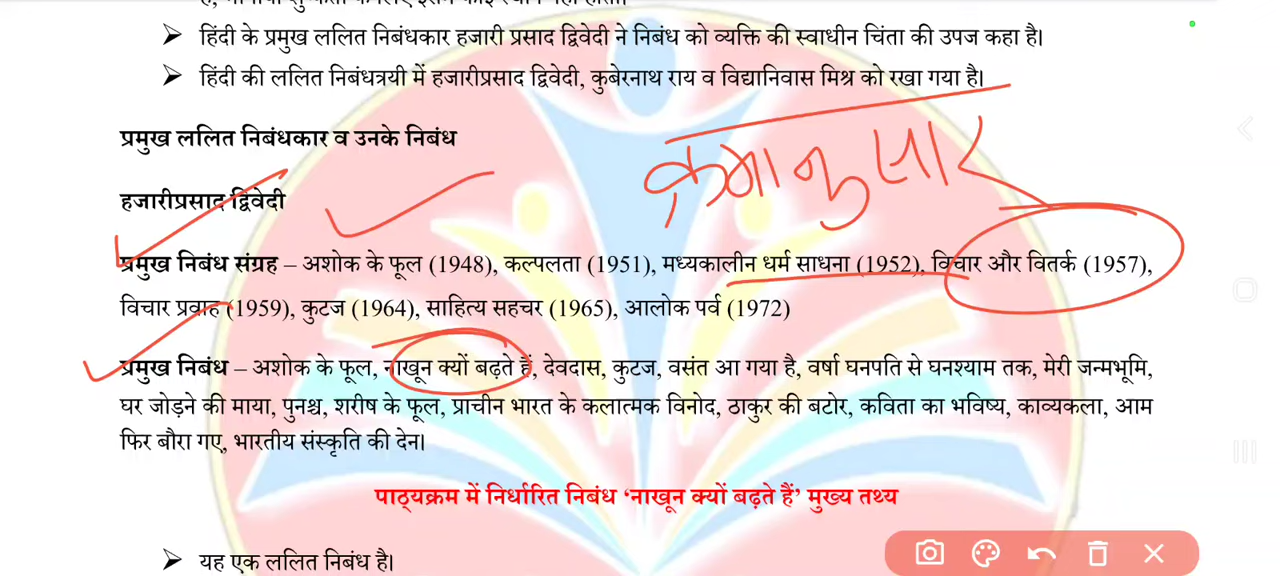 हिंदी के प्रमुख ललित निबंधकार हजारी प्रसाद द्विवेदी ने निबंध को व्यक्ति की स्वाधीन चिंता की उपज कहा है।
हिंदी की ललित निबंधत्रयी में हजारीप्रसाद द्विवेदी, कुबेरनाथ राय व विद्यानिवास मिश्र को रखा गया है।
प्रमुख ललित निबंधकार व उनके निबंध
क्रमानुसार
हजारीप्रसाद द्विवेदी
प्रमुख निबंध संग्रह – अशोक के फूल (1948), कल्पलता (1951), मध्यकालीन धर्म साधना (1952), विचार और वितर्क (1957),
विचार प्रवाह (1959), कुटज (1964), साहित्य सहचर (1965), आलोक पर्व (1972)
प्रमुख निबंध – अशोक के फूल, नाखून क्यों बढ़ते हैं, देवदास, कुटज, वसंत आ गया है, वर्षा घनपति से घनश्याम तक, मेरी जन्मभूमि,
घर जोड़ने की माया, पुनश्च, शरीष के फूल, प्राचीन भारत के कलात्मक विनोद, ठाकुर की बटोर, कविता का भविष्य, काव्यकला, आम
फिर बौरा गए, भारतीय संस्कृति की देन।
पाठ्यक्रम में निर्धारित निबंध ‘नाखून क्यों बढ़ते हैं’ मुख्य तथ्य
यह एक ललित निबंध है।